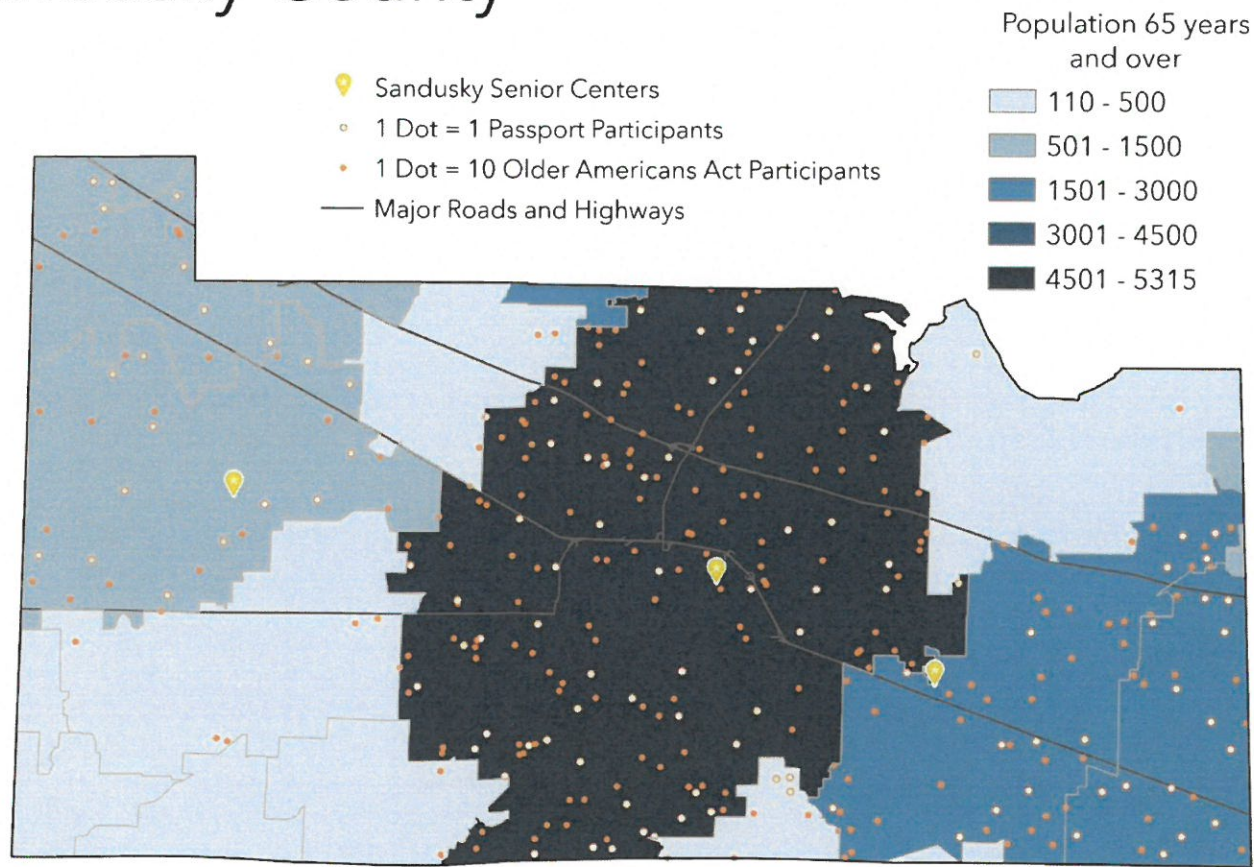 County
Population 65 years
and over
110 - 500
501 - 1500
1501 - 3000
3001 - 4500
4501 - 5315
Sandusky Senior Centers
1 Dot = 1 Passport Participants
1 Dot = 10 Older Americans Act Participants
Major Roads and Highways